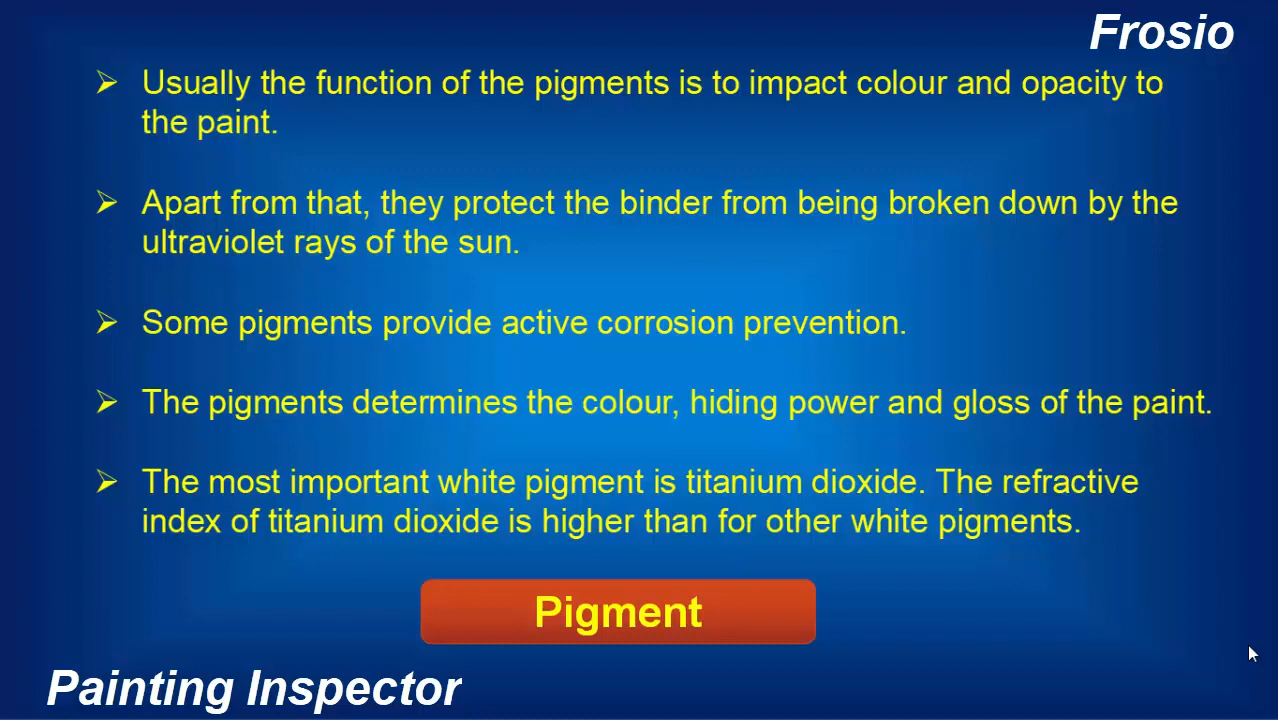 Frosio
Usually the function of the pigments is to impact colour and opacity to
the paint.
Apart from that, they protect the binder from being broken down by the
ultraviolet rays of the sun.
Some pigments provide active corrosion prevention.
The pigments determines the colour, hiding power and gloss of the paint.
The most important white pigment is titanium dioxide. The refractive
index of titanium dioxide is higher than for other white pigments.
Pigment
Painting Inspector